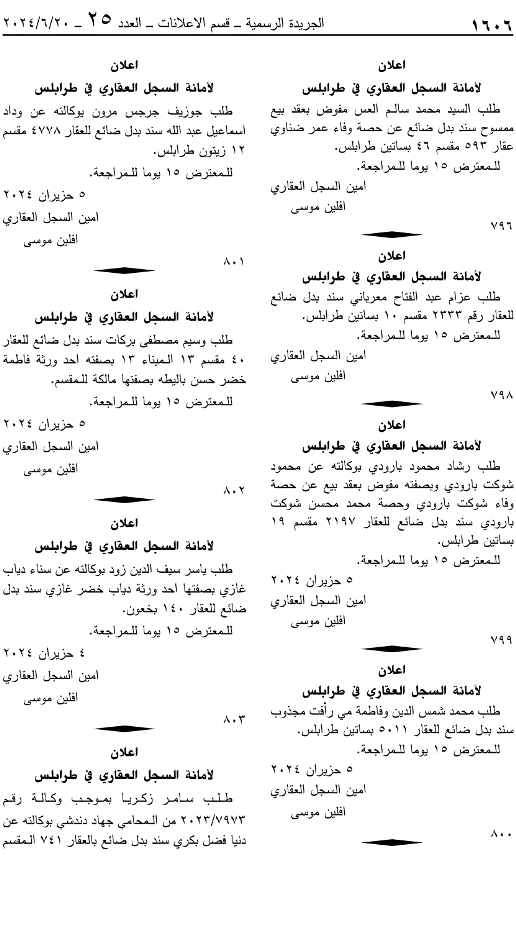 ١٦٠٦
الجريدة الرسمية – قسم الاعلانات – العدد ٢٥ – ٢٠٢٤/٦/٢٠
اعلان
لأمانة السجل العقاري في طرابلس
طلب السيد محمد سالم العس مفوض بعقد بيع
ممسوح سند بدل ضائع عن حصة وفاء عمر ضناوي
عقار ٥٩٣ مقسم ٤٦ بساتين طرابلس.
للمعترض ١٥ يوما للمراجعة.
امين السجل العقاري
افلين موسى
٧٩٦
اعلان
لأمانة السجل العقاري في طرابلس
طلب عزام عبد الفتاح معرباني سند بدل ضائع
للعقار رقم ٢٣٣٣ مقسم ١٠ بساتين طرابلس.
للمعترض ١٥ يوما للمراجعة.
امين السجل العقاري
افلين موسى
٧٩٨
اعلان
لأمانة السجل العقاري في طرابلس
طلب رشاد محمود بارودي بوكالته عن محمود
شوكت بارودي وبصفته مفوض بعقد بيع عن حصة
وفاء شوكت بارودي وحصة محمد محسن شوكت
بارودي سند بدل ضائع للعقار ٢١٩٧ مقسم ١٩
بساتين طرابلس.
للمعترض ١٥ يوما للمراجعة.
٥ حزيران ٢٠٢٤
امين السجل العقاري
افلين موسى
٧٩٩
اعلان
لأمانة السجل العقاري في طرابلس
طلب محمد شمس الدين وفاطمة مي رأفت مجذوب
سند بدل ضائع للعقار ٥٠١١ بساتين طرابلس.
للمعترض ١٥ يوما للمراجعة.
٥ حزيران ٢٠٢٤
امين السجل العقاري
افلين موسى
٨٠٠
اعلان
لأمانة السجل العقاري في طرابلس
طلب جوزيف جرجس مرون بوكالته عن وداد
اسماعيل عبد الله سند بدل ضائع للعقار ٤٧٧٨ مقسم
١٢ زيتون طرابلس.
للمعترض ١٥ يوما للمراجعة.
٥ حزيران ٢٠٢٤
امين السجل العقاري
افلين موسى
٨٠١
اعلان
لأمانة السجل العقاري في طرابلس
طلب وسيم مصطفى بركات سند بدل ضائع للعقار
٤٠ مقسم ١٣ الميناء ١٣ بصفته احد ورثة فاطمة
خضر حسن باليطه بصفتها مالكة للمقسم.
للمعترض ١٥ يوما للمراجعة.
٥ حزيران ٢٠٢٤
امين السجل العقاري
افلين موسى
٨٠٢
اعلان
لأمانة السجل العقاري في طرابلس
طلب ياسر سيف الدين زود بوكالته عن سناء دياب
غازي بصفتها احد ورثة دياب خضر غازي سند بدل
ضائع للعقار ١٤٠ بخعون.
للمعترض ١٥ يوما للمراجعة.
٤ حزيران ٢٠٢٤
امين السجل العقاري
افلين موسى
٨٠٣
اعلان
لأمانة السجل العقاري في طرابلس
طلب سامر زكريا بموجب وكالة رقم
٢٠٢٣/٧٩٧٣ من المحامي جهاد دندشي بوكالته عن
دنيا فضل بكري سند بدل ضائع بالعقار ٧٤١ المقسم